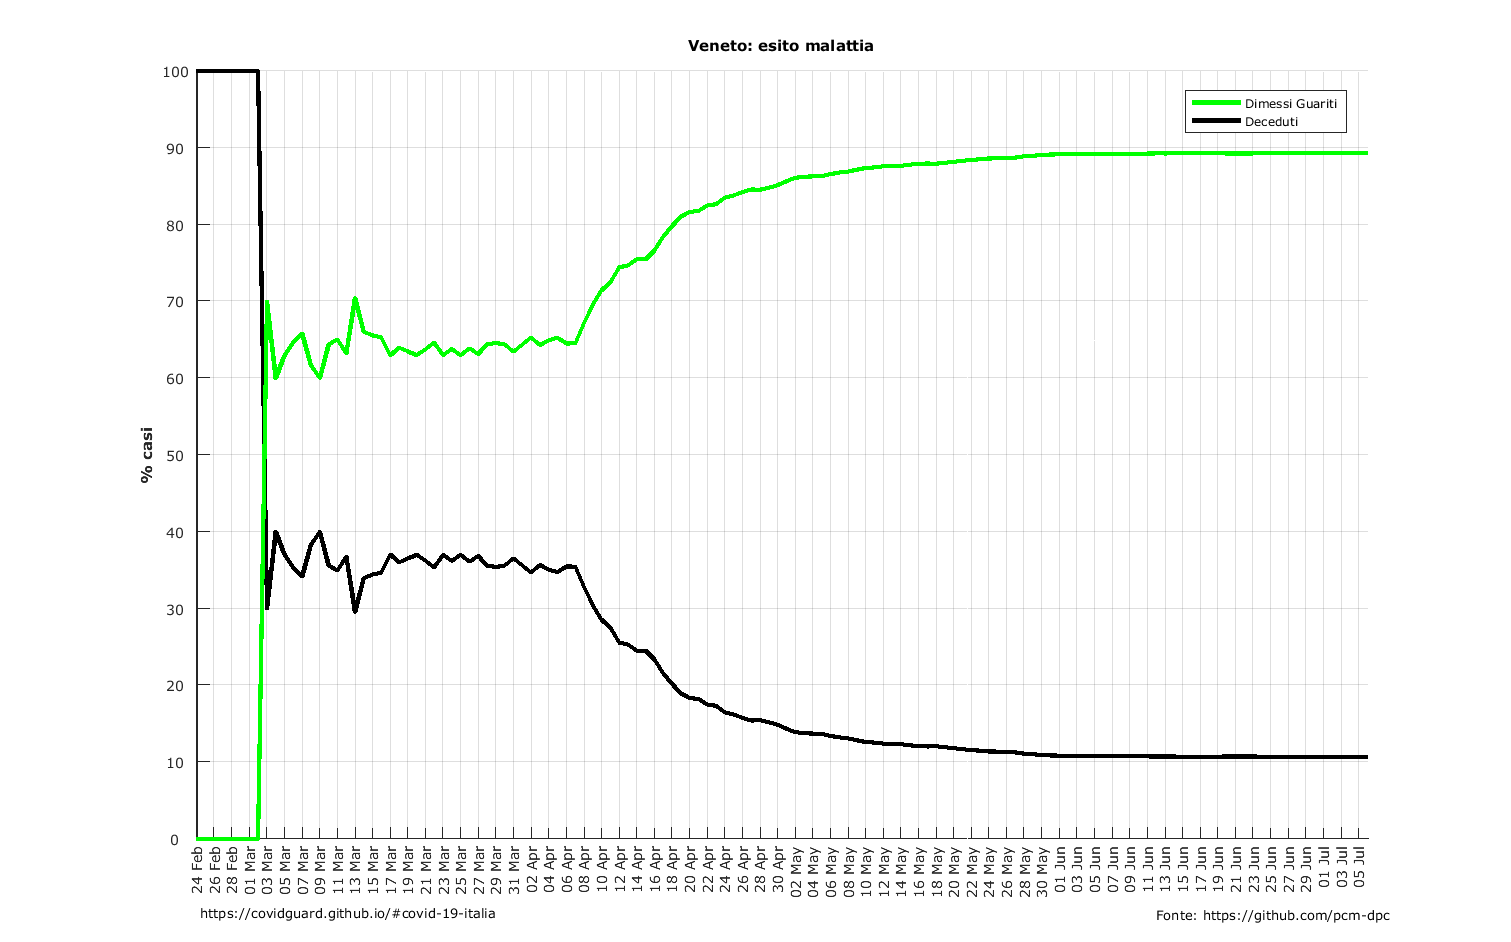 Veneto: esito malattia
100
90
80
70
60
50
40
30
20
10
0
% casi
Dimessi Guariti
Deceduti
24 Feb
26 Feb
28 Feb
01 Mar
03 Mar
05 Mar
07 Mar
09 Mar
11 Mar
13 Mar
15 Mar
17 Mar
19 Mar
21 Mar
23 Mar
25 Mar
27 Mar
29 Mar
31 Mar
02 Apr
04 Apr
06 Apr
08 Apr
10 Apr
12 Apr
14 Apr
16 Apr
18 Apr
20 Apr
22 Apr
24 Apr
26 Apr
28 Apr
30 Apr
02 May
04 May
06 May
08 May
10 May
12 May
14 May
16 May
18 May
20 May
22 May
24 May
26 May
28 May
30 May
01 Jun
03 Jun
05 Jun
07 Jun
09 Jun
11 Jun
13 Jun
15 Jun
17 Jun
19 Jun
21 Jun
23 Jun
25 Jun
27 Jun
29 Jun
01 Jul
03 Jul
05 Jul
https://covidguard.github.io/#covid-19-italia
Fonte: https://github.com/pcm-dpc